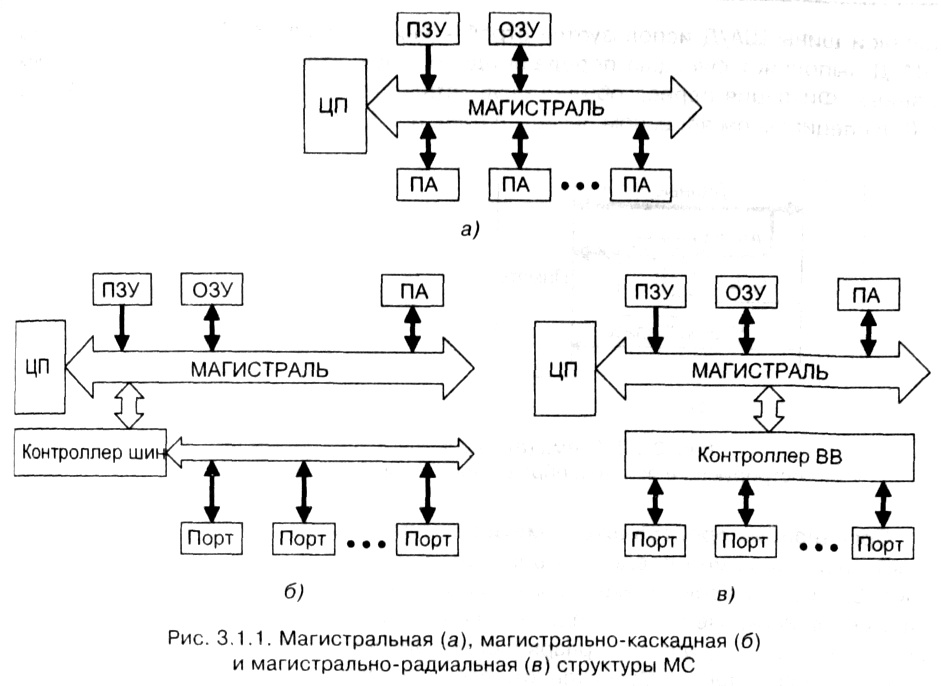 ПЗУ ОЗУ
ЦП МАГИСТРАЛЬ
ПА ПА ПА
а)
ПЗУ ОЗУ ПА
ЦП МАГИСТРАЛЬ
Контроллер шин
Порт Порт Порт
б)
ПЗУ ОЗУ ПА
ЦП МАГИСТРАЛЬ
Контроллер ВВ
Порт Порт Порт
в)
Рис. 3.1.1. Магистральная (а), магистрально-каскадная (б)
и магистрально-радиальная (в) структуры МС